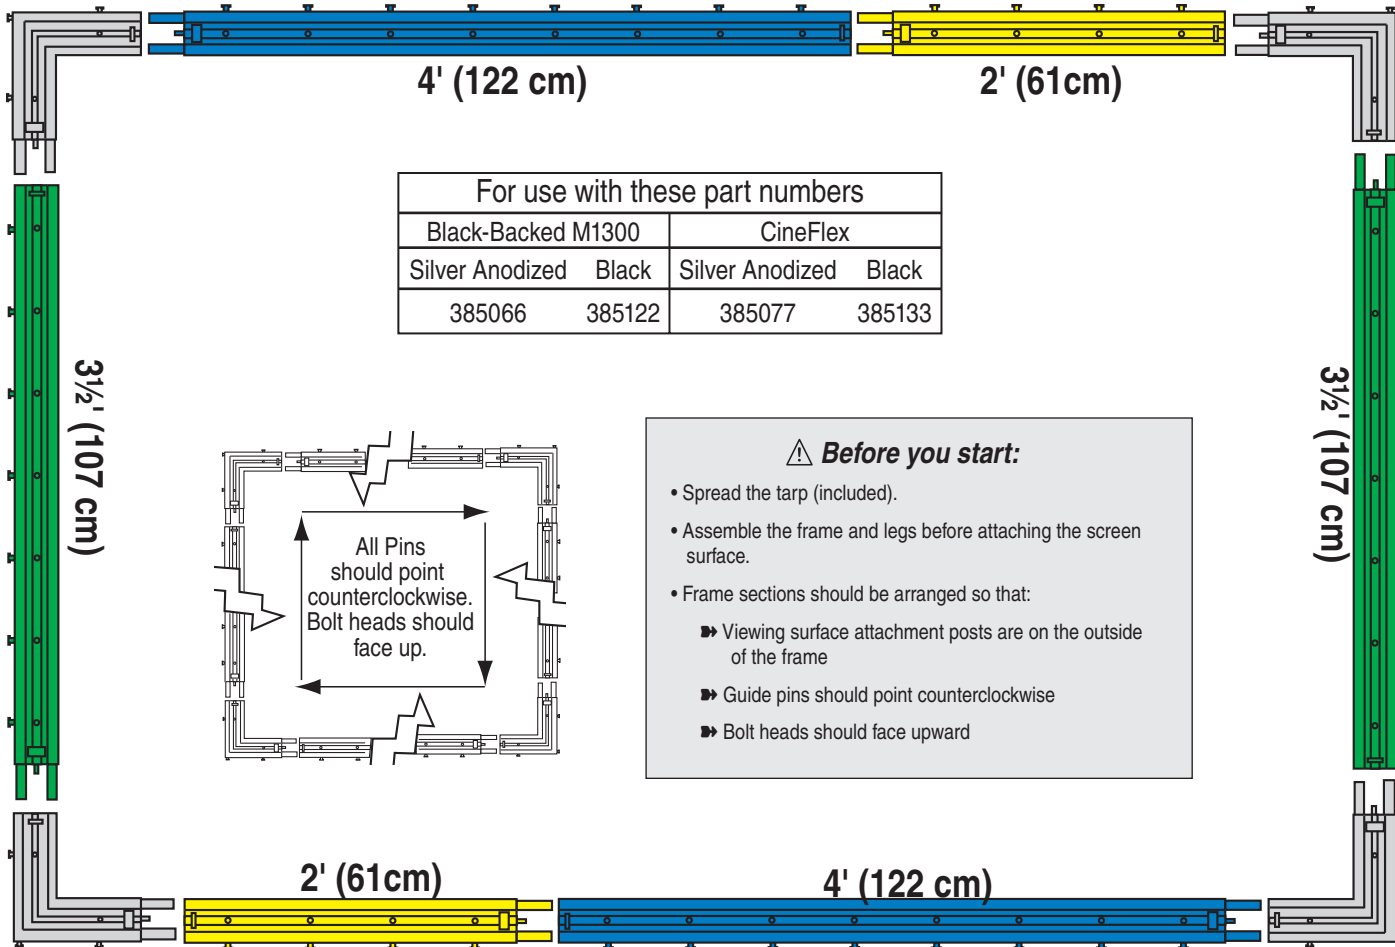 4' (122 cm)
2' (61cm)
For use with these part numbers
Black-Backed M1300 CineFlex
Silver Anodized Black Silver Anodized Black
385066 385122 385077 385133
3½' (107 cm)
3½' (107 cm)
All Pins
should point
counterclockwise.
Bolt heads should
face up.
⚠ Before you start:
• Spread the tarp (included).
• Assemble the frame and legs before attaching the screen
surface.
• Frame sections should be arranged so that:
➽ Viewing surface attachment posts are on the outside
of the frame
➽ Guide pins should point counterclockwise
➽ Bolt heads should face upward
2' (61cm)
4' (122 cm)